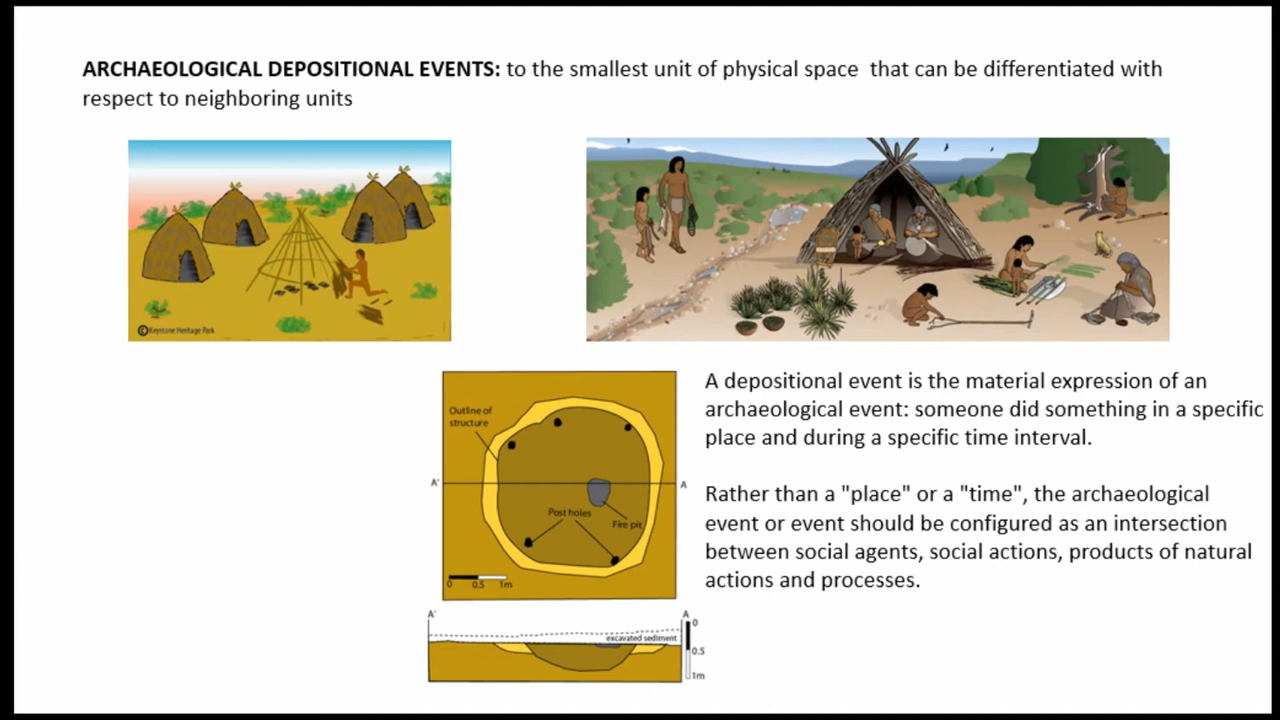 ARCHAEOLOGICAL DEPOSITIONAL EVENTS: to the smallest unit of physical space that can be differentiated with
respect to neighboring units
©Keystone Heritage Park
Outline of
structure
A'
A
Post holes
Fire pit
0 0.5 1m
A'
A
0
excavated sediment
0.5
1m
A depositional event is the material expression of an
archaeological event: someone did something in a specific
place and during a specific time interval.
Rather than a "place" or a "time", the archaeological
event or event should be configured as an intersection
between social agents, social actions, products of natural
actions and processes.